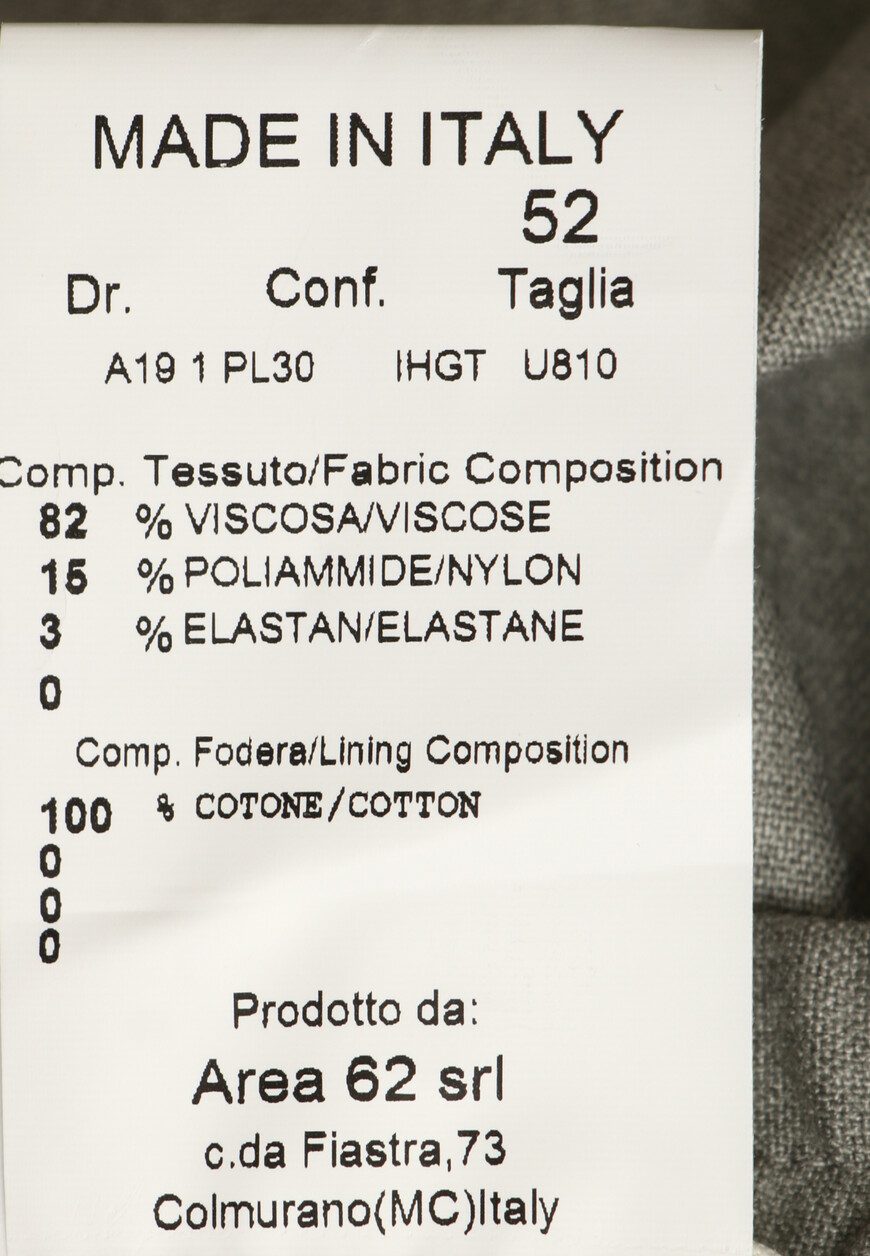 MADE IN ITALY
52
Dr. Conf. Taglia
A19 1 PL30 IHGT U810
Comp. Tessuto/Fabric Composition
82 % VISCOSA/VISCOSE
15 % POLIAMMIDE/NYLON
3 % ELASTAN/ELASTANE
0
Comp. Fodera/Lining Composition
100 % COTONE/COTTON
0
0
0
Prodotto da:
Area 62 srl
c.da Fiastra,73
Colmurano(MC)Italy